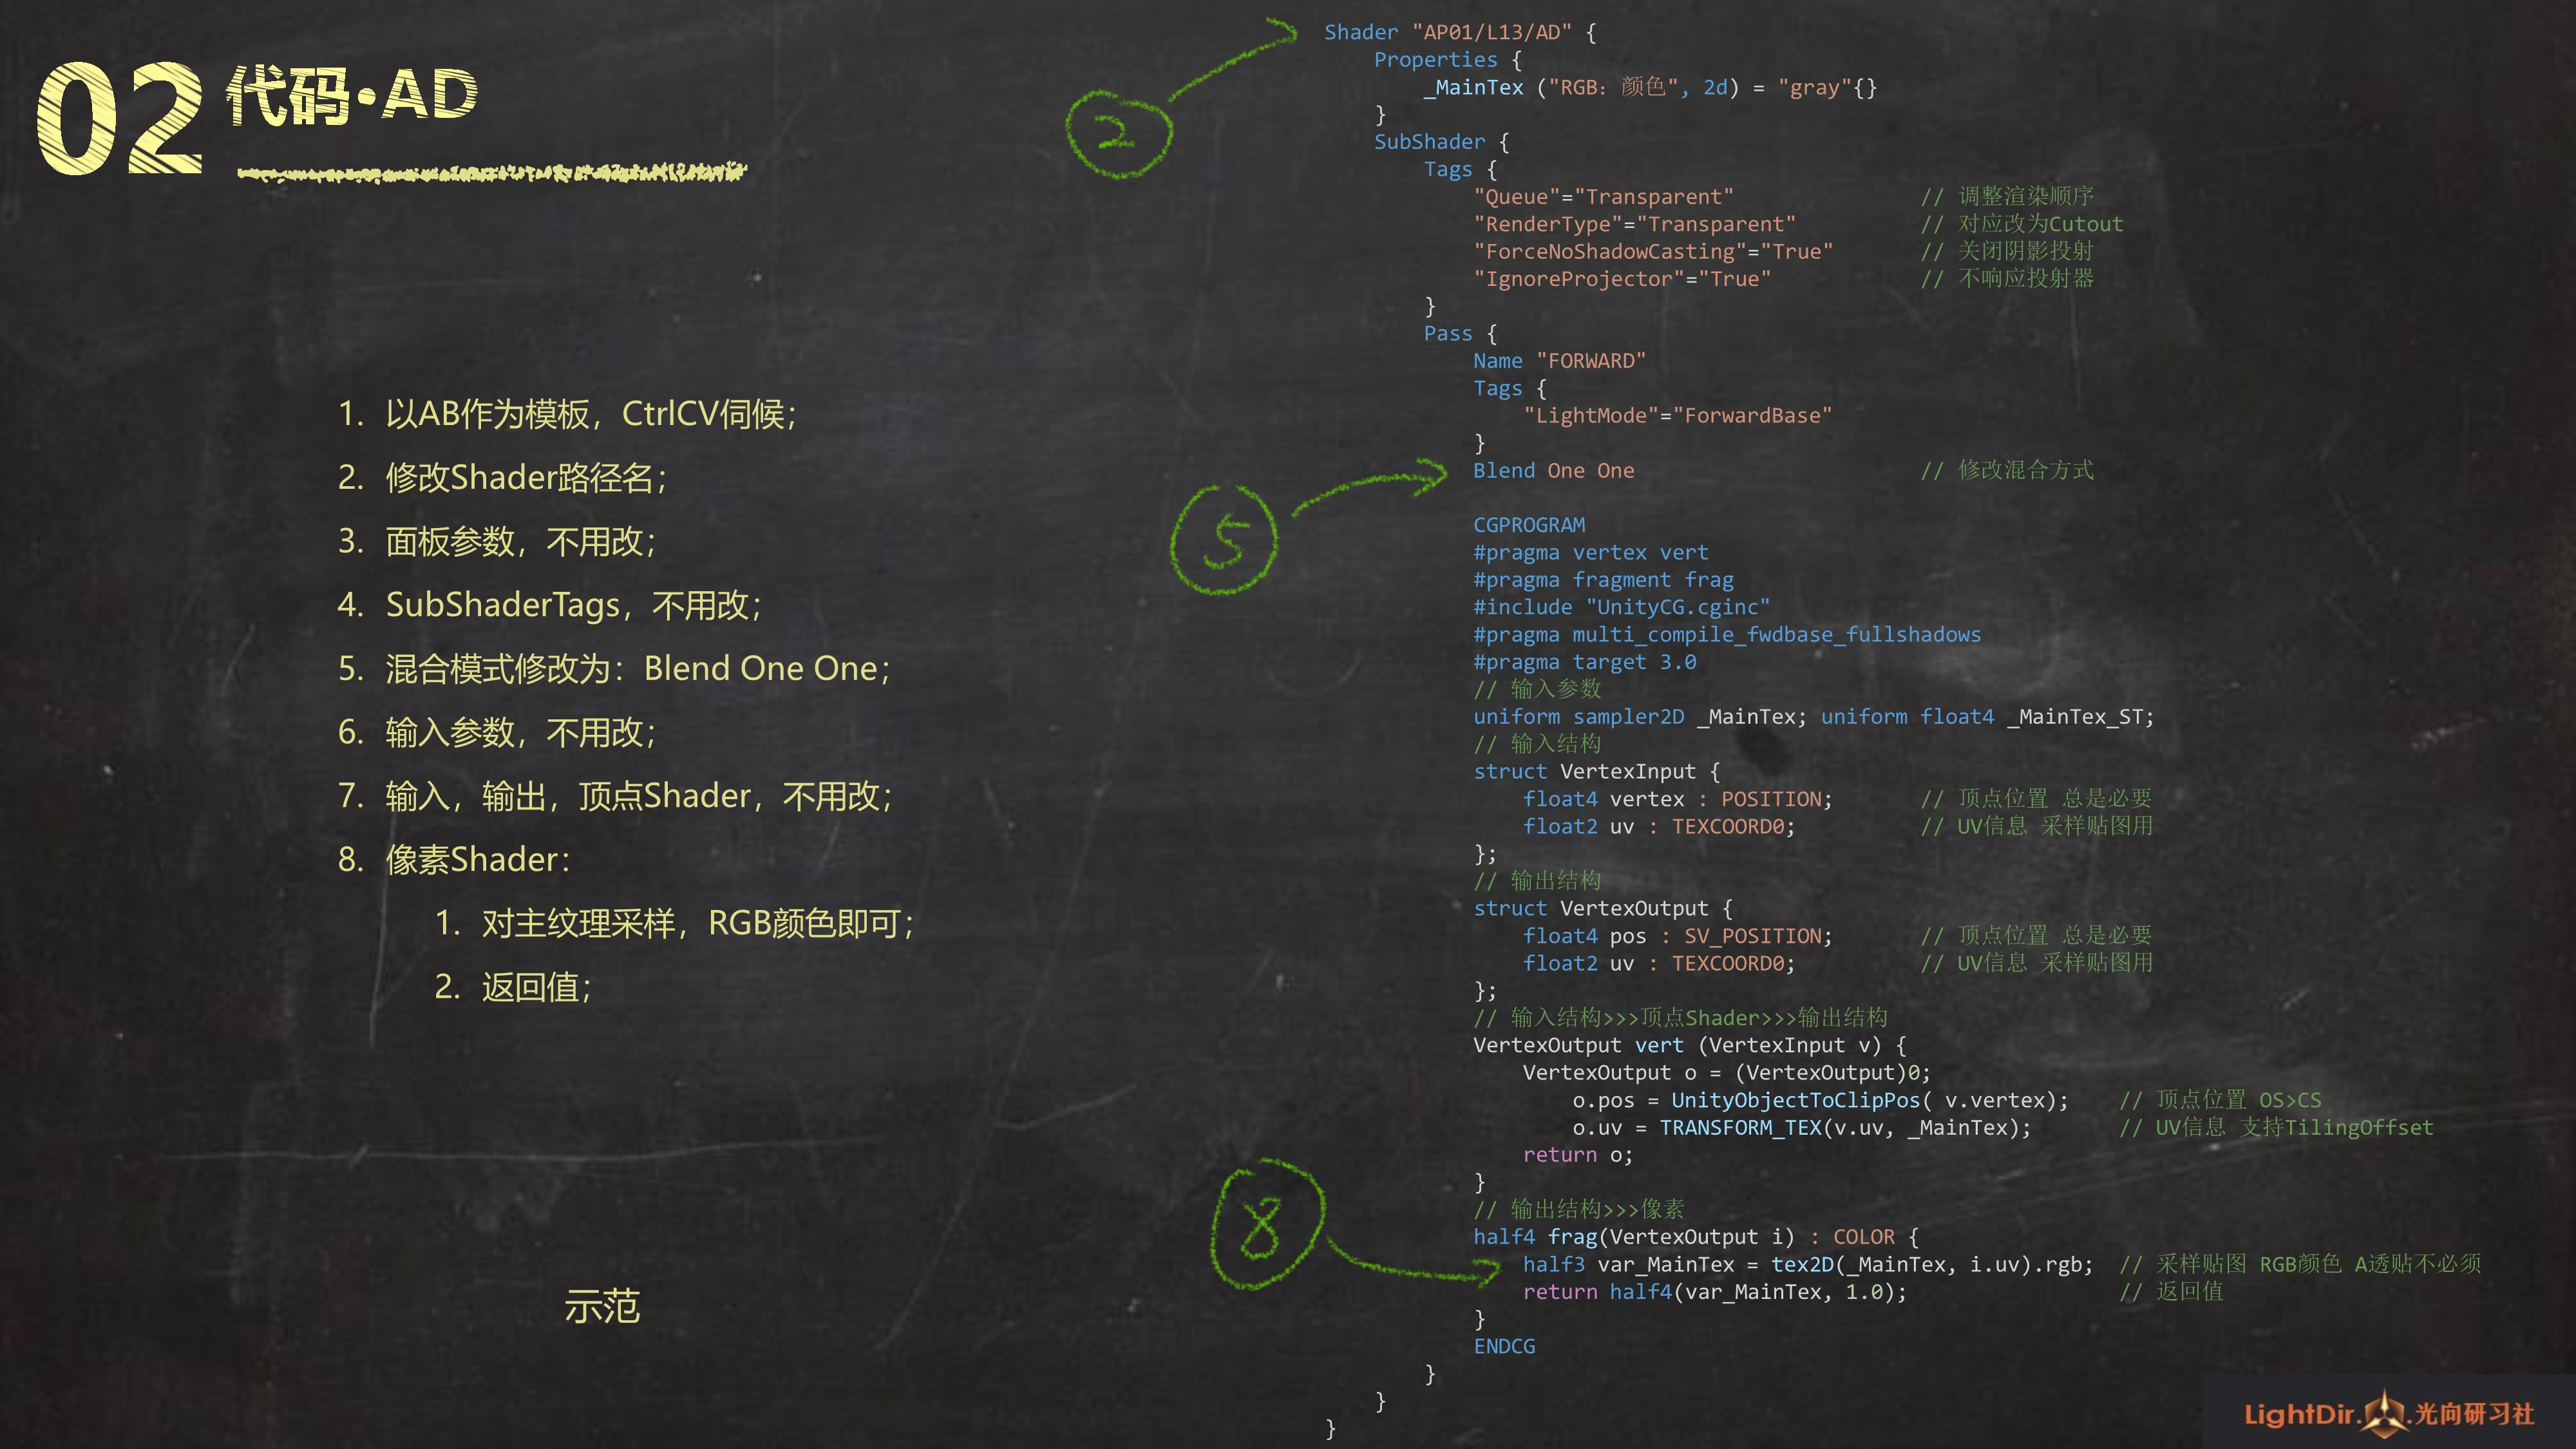 02 代码·AD
1. 以AB作为模板，CtrlCV伺候；
2. 修改Shader路径名；
3. 面板参数，不用改；
4. SubShaderTags，不用改；
5. 混合模式修改为：Blend One One；
6. 输入参数，不用改；
7. 输入，输出，顶点Shader，不用改；
8. 像素Shader：
1. 对主纹理采样，RGB颜色即可；
2. 返回值；
示范
2
5
8
Shader "AP01/L13/AD" {
Properties {
_MainTex ("RGB：颜色", 2d) = "gray"{}
}
SubShader {
Tags {
"Queue"="Transparent" // 调整渲染顺序
"RenderType"="Transparent" // 对应改为Cutout
"ForceNoShadowCasting"="True" // 关闭阴影投射
"IgnoreProjector"="True" // 不响应投射器
}
Pass {
Name "FORWARD"
Tags {
"LightMode"="ForwardBase"
}
Blend One One // 修改混合方式
CGPROGRAM
#pragma vertex vert
#pragma fragment frag
#include "UnityCG.cginc"
#pragma multi_compile_fwdbase_fullshadows
#pragma target 3.0
// 输入参数
uniform sampler2D _MainTex; uniform float4 _MainTex_ST;
// 输入结构
struct VertexInput {
float4 vertex : POSITION; // 顶点位置 总是必要
float2 uv : TEXCOORD0; // UV信息 采样贴图用
};
// 输出结构
struct VertexOutput {
float4 pos : SV_POSITION; // 顶点位置 总是必要
float2 uv : TEXCOORD0; // UV信息 采样贴图用
};
// 输入结构>>>顶点Shader>>>输出结构
VertexOutput vert (VertexInput v) {
VertexOutput o = (VertexOutput)0;
o.pos = UnityObjectToClipPos( v.vertex); // 顶点位置 OS>CS
o.uv = TRANSFORM_TEX(v.uv, _MainTex); // UV信息 支持TilingOffset
return o;
}
// 输出结构>>>像素
half4 frag(VertexOutput i) : COLOR {
half3 var_MainTex = tex2D(_MainTex, i.uv).rgb; // 采样贴图 RGB颜色 A透贴不必须
return half4(var_MainTex, 1.0); // 返回值
}
ENDCG
}
}
}
LightDir.光向研习社